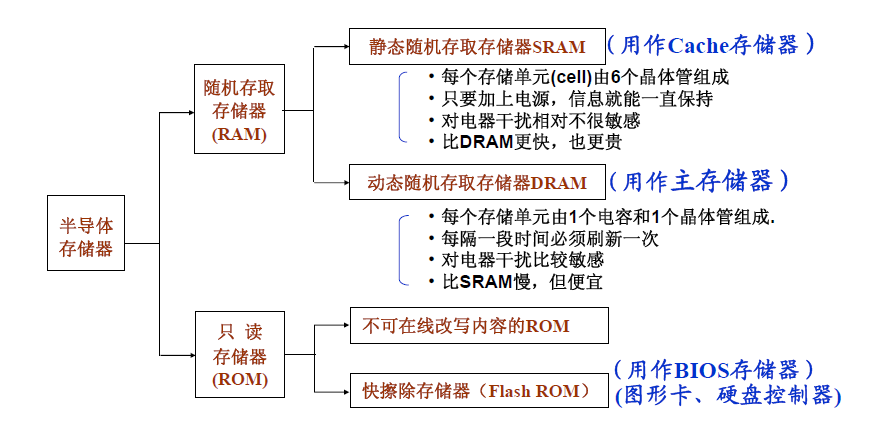 静态随机存取存储器SRAM
（用作Cache存储器）
• 每个存储单元(cell)由6个晶体管组成
• 只要加上电源，信息就能一直保持
• 对电器干扰相对不很敏感
• 比DRAM更快，也更贵
随机存取
存储器
(RAM)
动态随机存取存储器DRAM
（用作主存储器）
• 每个存储单元由1个电容和1个晶体管组成.
• 每隔一段时间必须刷新一次
• 对电器干扰比较敏感
• 比SRAM慢，但便宜
半导体
存储器
不可在线改写内容的ROM
只 读
存储器
(ROM)
快擦除存储器（Flash ROM）
（用作BIOS存储器）
(图形卡、硬盘控制器)